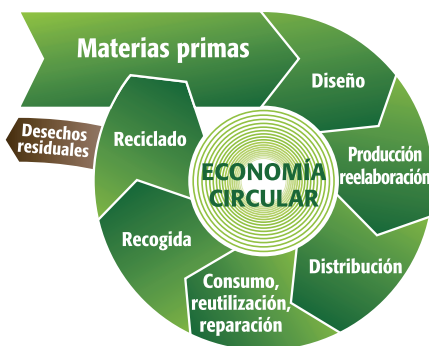 Materias primas
Diseño
Producción
reelaboración
Distribución
Consumo,
reutilización,
reparación
Recogida
Reciclado
Desechos
residuales
ECONOMÍA
CIRCULAR